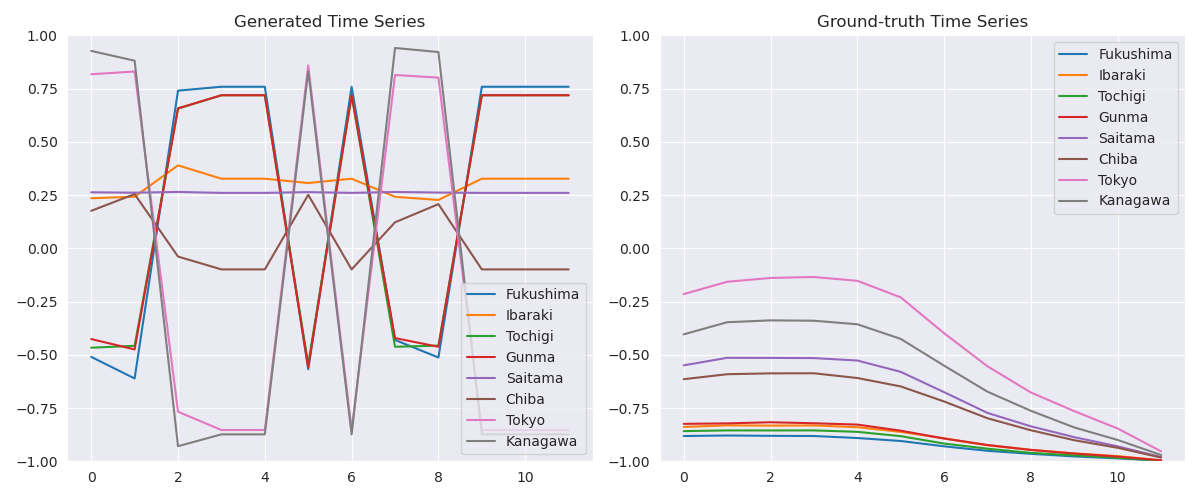 Generated Time Series
1.00
0.75
0.50
0.25
0.00
−0.25
−0.50
−0.75
−1.00
0 2 4 6 8 10
Fukushima
Ibaraki
Tochigi
Gunma
Saitama
Chiba
Tokyo
Kanagawa
Ground-truth Time Series
1.00
0.75
0.50
0.25
0.00
−0.25
−0.50
−0.75
−1.00
0 2 4 6 8 10
Fukushima
Ibaraki
Tochigi
Gunma
Saitama
Chiba
Tokyo
Kanagawa